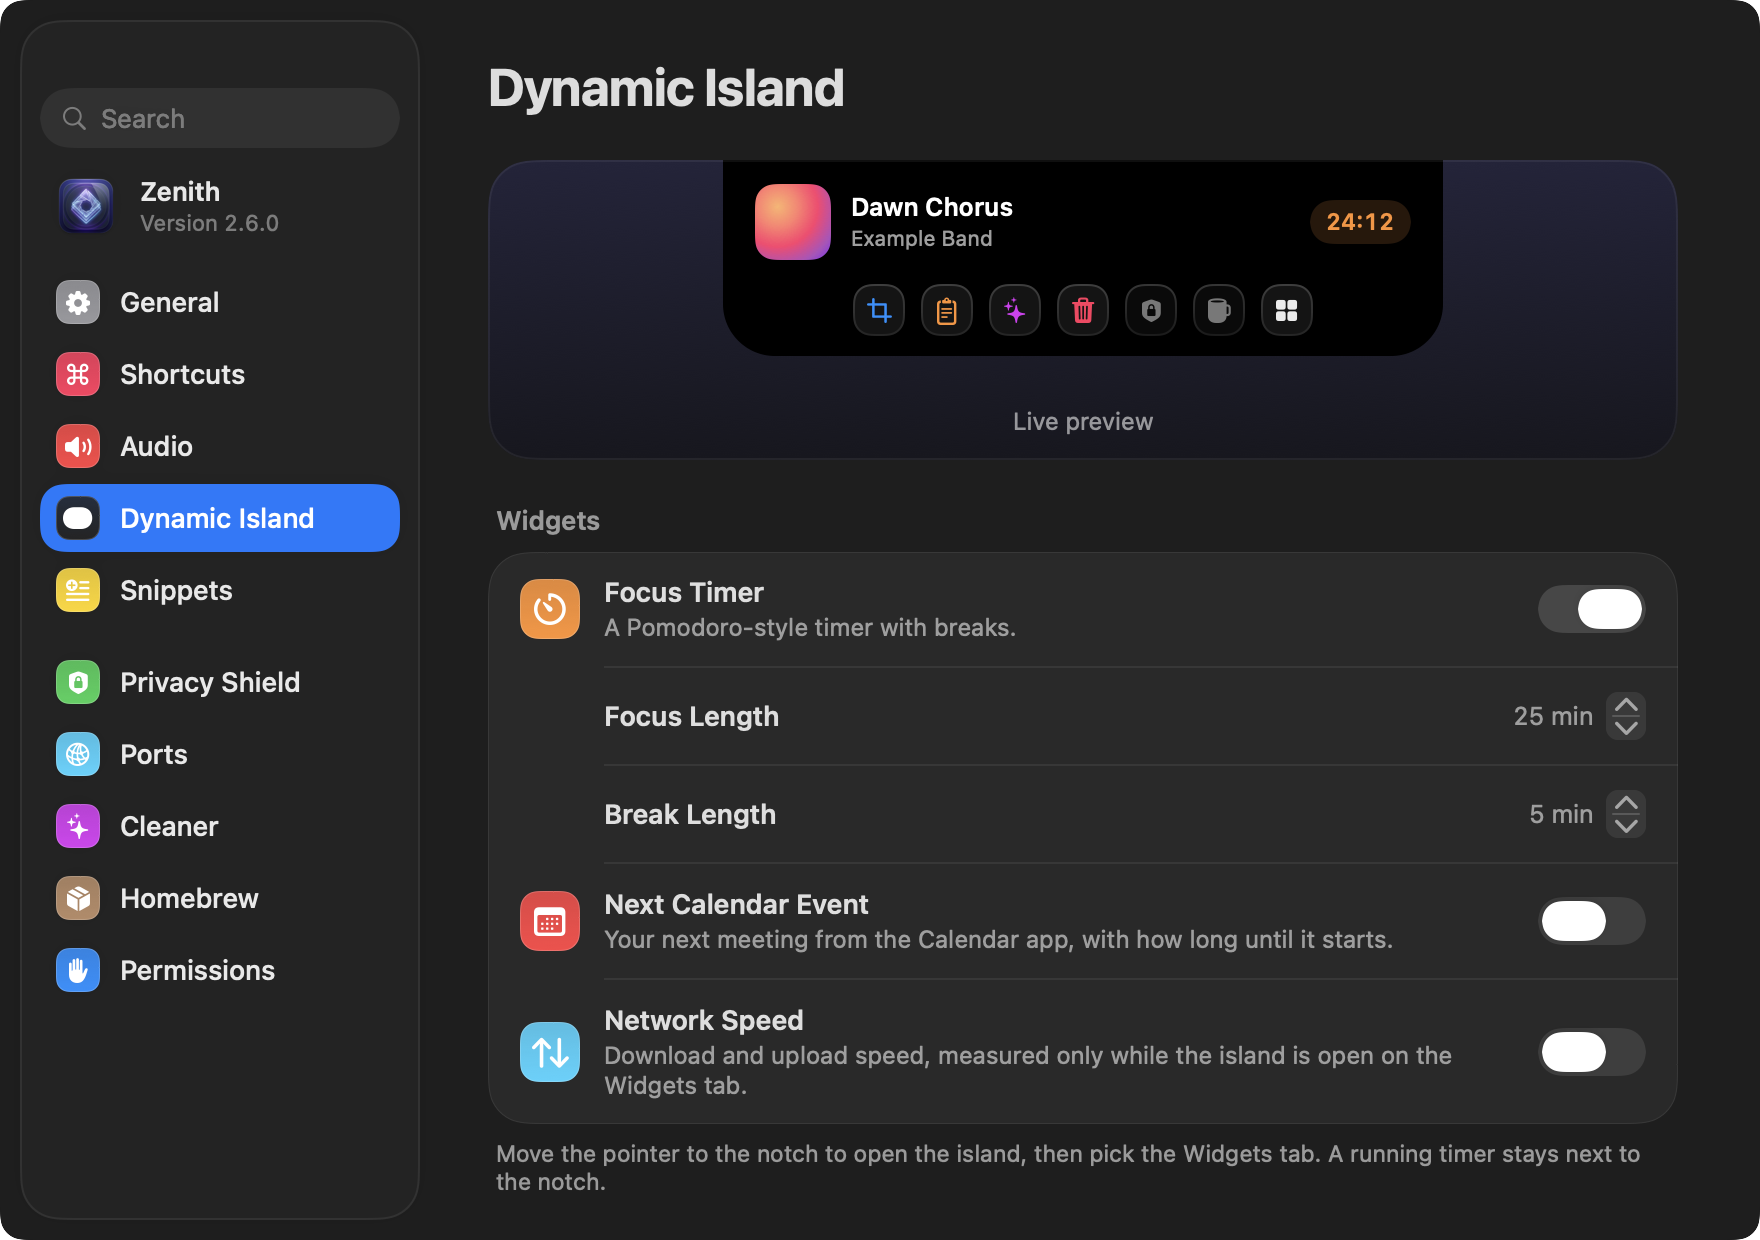 Search
Zenith
Version 2.6.0
General
Shortcuts
Audio
Dynamic Island
Snippets
Privacy Shield
Ports
Cleaner
Homebrew
Permissions
Dynamic Island
Dawn Chorus
Example Band
24:12
Live preview
Widgets
Focus Timer
A Pomodoro-style timer with breaks.
Focus Length
25 min
Break Length
5 min
Next Calendar Event
Your next meeting from the Calendar app, with how long until it starts.
Network Speed
Download and upload speed, measured only while the island is open on the
Widgets tab.
Move the pointer to the notch to open the island, then pick the Widgets tab. A running timer stays next to
the notch.